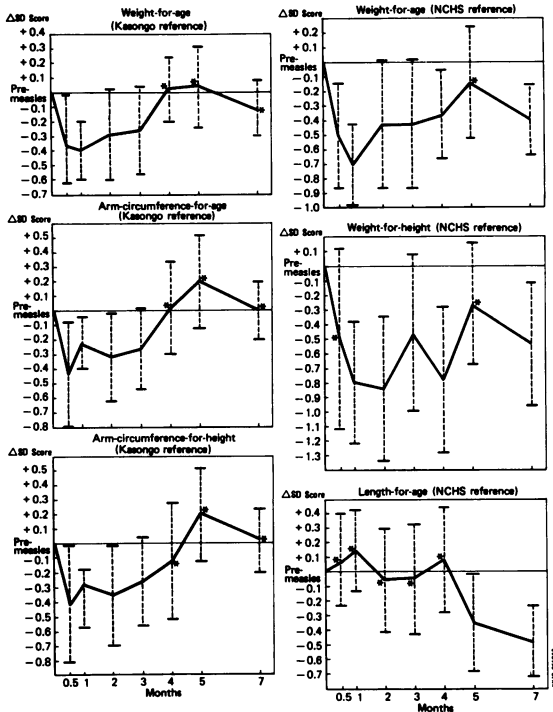 Weight-for-age
(Kasongo reference)
△SD Score
+0.4
+0.3
+0.2
+0.1
Pre-
measles
−0.1
−0.2
−0.3
−0.4
−0.5
−0.6
−0.7
Arm-circumference-for-age
(Kasongo reference)
△SD Score
+0.5
+0.4
+0.3
+0.2
+0.1
Pre-
measles
−0.1
−0.2
−0.3
−0.4
−0.5
−0.6
−0.7
−0.8
Arm-circumference-for-height
(Kasongo reference)
△SD Score
+0.5
+0.4
+0.3
+0.2
+0.1
Pre-
measles
−0.2
−0.3
−0.4
−0.5
−0.6
−0.7
−0.8
0.5 1 2 3 4 5 7
Months
Weight-for-age (NCHS reference)
△SD Score
+0.2
+0.1
Pre-
measles
−0.1
−0.2
−0.3
−0.4
−0.5
−0.6
−0.7
−0.8
−0.9
−1.0
Weight-for-height (NCHS reference)
△SD Score
+0.1
Pre-
measles
−0.1
−0.2
−0.3
−0.4
−0.5
−0.6
−0.7
−0.8
−0.9
−1.0
−1.1
−1.2
−1.3
Length-for-age (NCHS reference)
△SD Score
+0.4
+0.3
+0.2
+0.1
Pre-
measles
−0.2
−0.3
−0.4
−0.5
−0.6
−0.7
0.5 1 2 3 4 5 7
Months